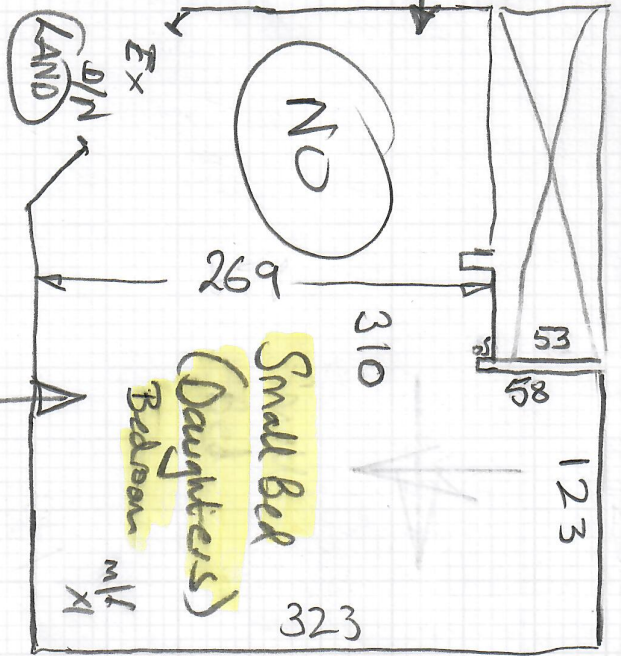 LAND
D/N
Ex
NO
269
310
53
58
Small Bed
(Daughters)
Bedroom
123
323